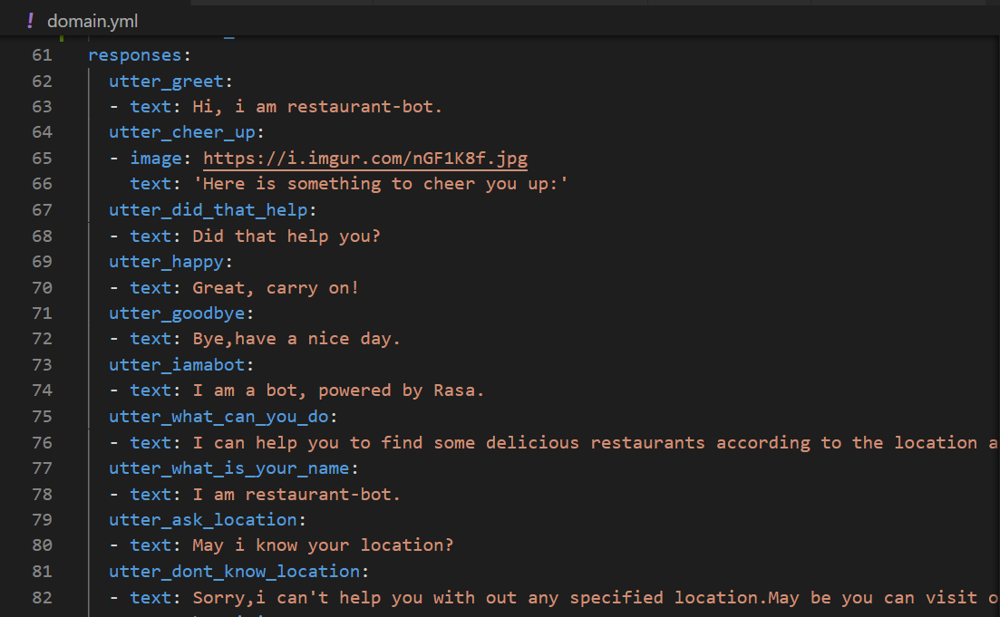 ! domain.yml
61 responses:
62 utter_greet:
63 - text: Hi, i am restaurant-bot.
64 utter_cheer_up:
65 - image: https://i.imgur.com/nGF1K8f.jpg
66 text: 'Here is something to cheer you up:'
67 utter_did_that_help:
68 - text: Did that help you?
69 utter_happy:
70 - text: Great, carry on!
71 utter_goodbye:
72 - text: Bye,have a nice day.
73 utter_iamabot:
74 - text: I am a bot, powered by Rasa.
75 utter_what_can_you_do:
76 - text: I can help you to find some delicious restaurants according to the location a
77 utter_what_is_your_name:
78 - text: I am restaurant-bot.
79 utter_ask_location:
80 - text: May i know your location?
81 utter_dont_know_location:
82 - text: Sorry,i can't help you with out any specified location.May be you can visit o